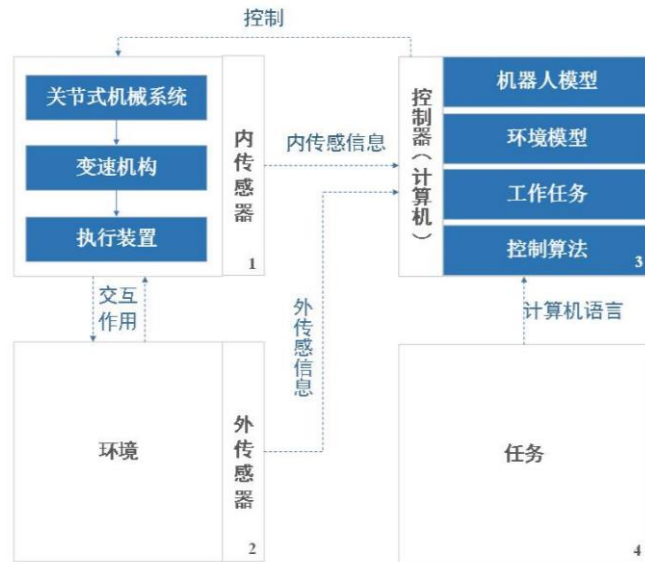 控制
关节式机械系统
变速机构
执行装置
内传感器
1
内传感信息
控制器（计算机）
机器人模型
环境模型
工作任务
控制算法
3
交互
作用
外传感信息
计算机语言
环境
外传感器
2
任务
4